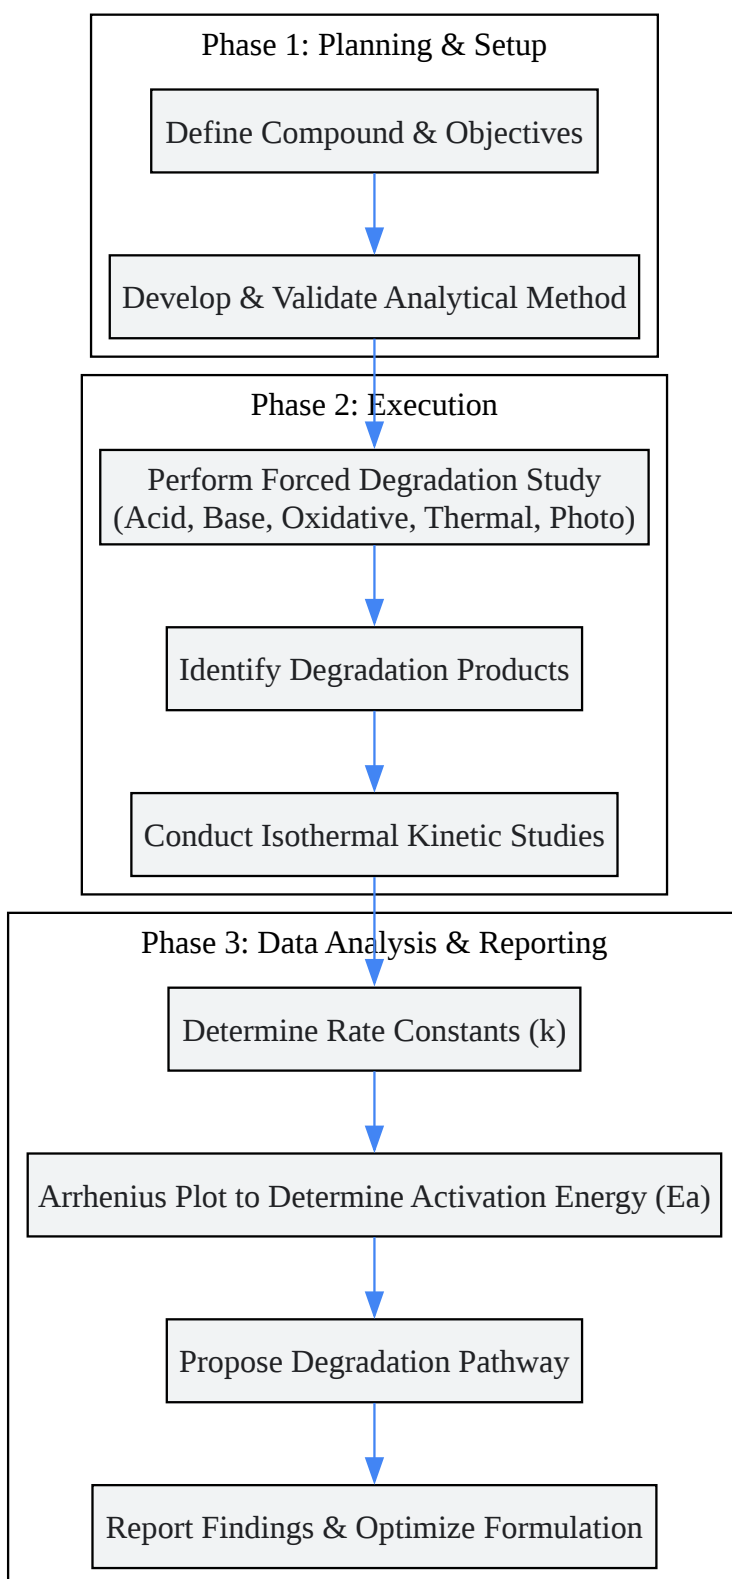 Phase 1: Planning & Setup
Define Compound & Objectives
Develop & Validate Analytical Method
Phase 2: Execution
Perform Forced Degradation Study
(Acid, Base, Oxidative, Thermal, Photo)
Identify Degradation Products
Conduct Isothermal Kinetic Studies
Phase 3: Data Analysis & Reporting
Determine Rate Constants (k)
Arrhenius Plot to Determine Activation Energy (Ea)
Propose Degradation Pathway
Report Findings & Optimize Formulation